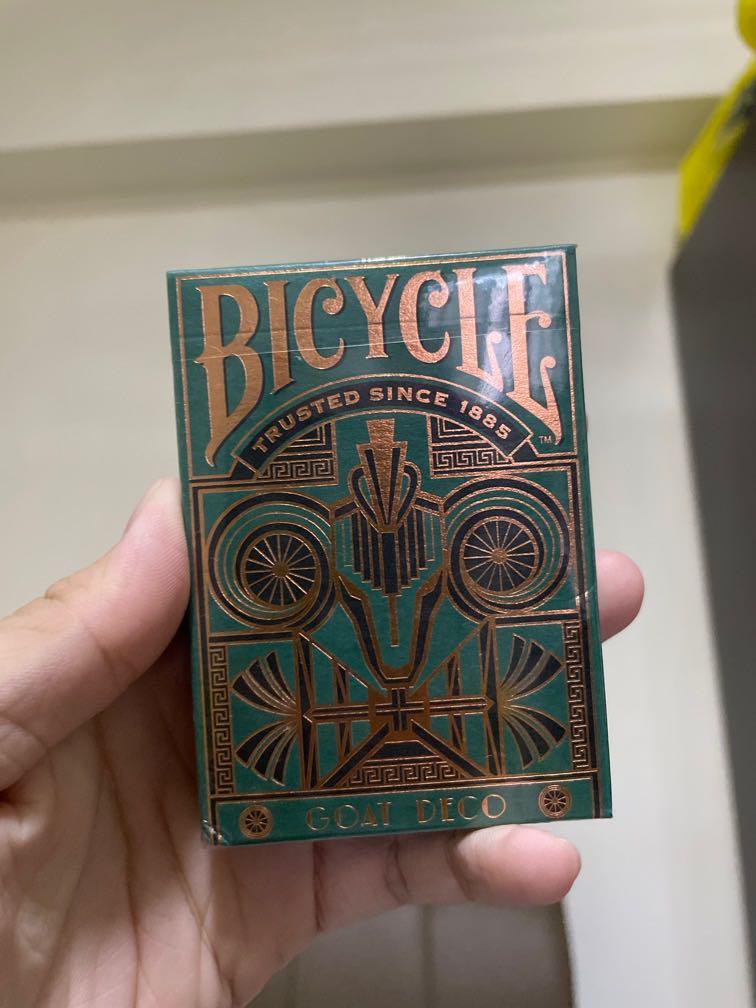 BICYCLE
TRUSTED SINCE 1885
TM
GOAT DECO